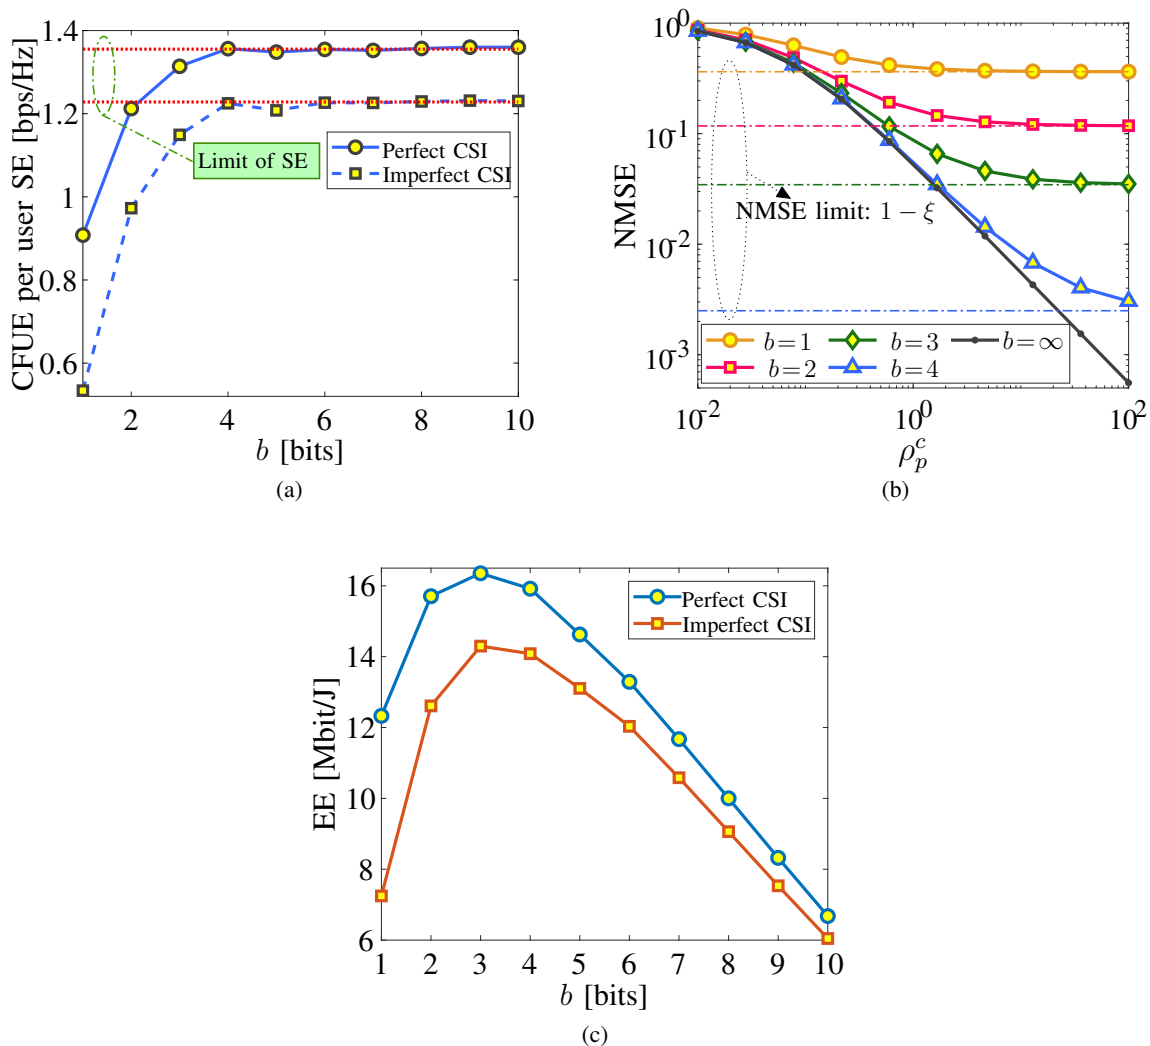 CFUE per user SE [bps/Hz]
1.4
1.2
1
0.8
0.6
2
4
6
8
10
b [bits]
Limit of SE
Perfect CSI
Imperfect CSI
(a)
NMSE
10^0
10^-1
10^-2
10^-3
10^-2
10^0
10^2
ρ_p^c
NMSE limit: 1 − ξ
b=1
b=3
b=∞
b=2
b=4
(b)
EE [Mbit/J]
16
14
12
10
8
6
1 2 3 4 5 6 7 8 9 10
b [bits]
Perfect CSI
Imperfect CSI
(c)